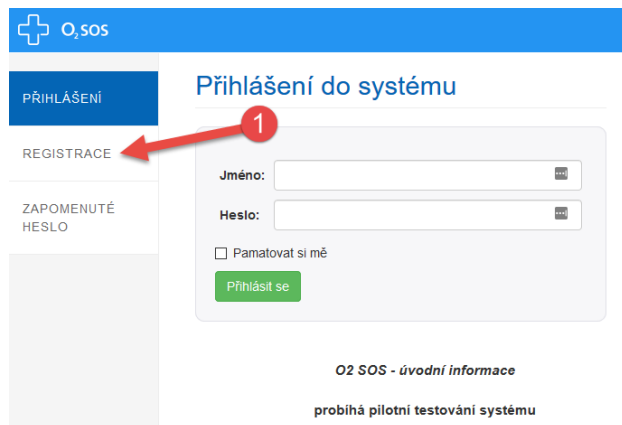 O2 SOS
PŘIHLÁŠENÍ
REGISTRACE
ZAPOMENUTÉ
HESLO
Přihlášení do systému
1
Jméno:
Heslo:
Pamatovat si mě
Přihlásit se
O2 SOS - úvodní informace
probíhá pilotní testování systému